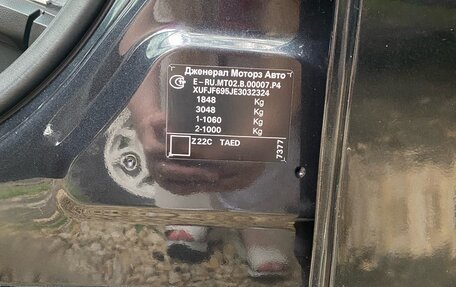 Дженерал Моторз Авто
E-RU.MT02.B.00007.P4
XUFJF695JE3032324
1848 Kg
3048 Kg
1-1060 Kg
2-1000 Kg
Z22C TAED
7377